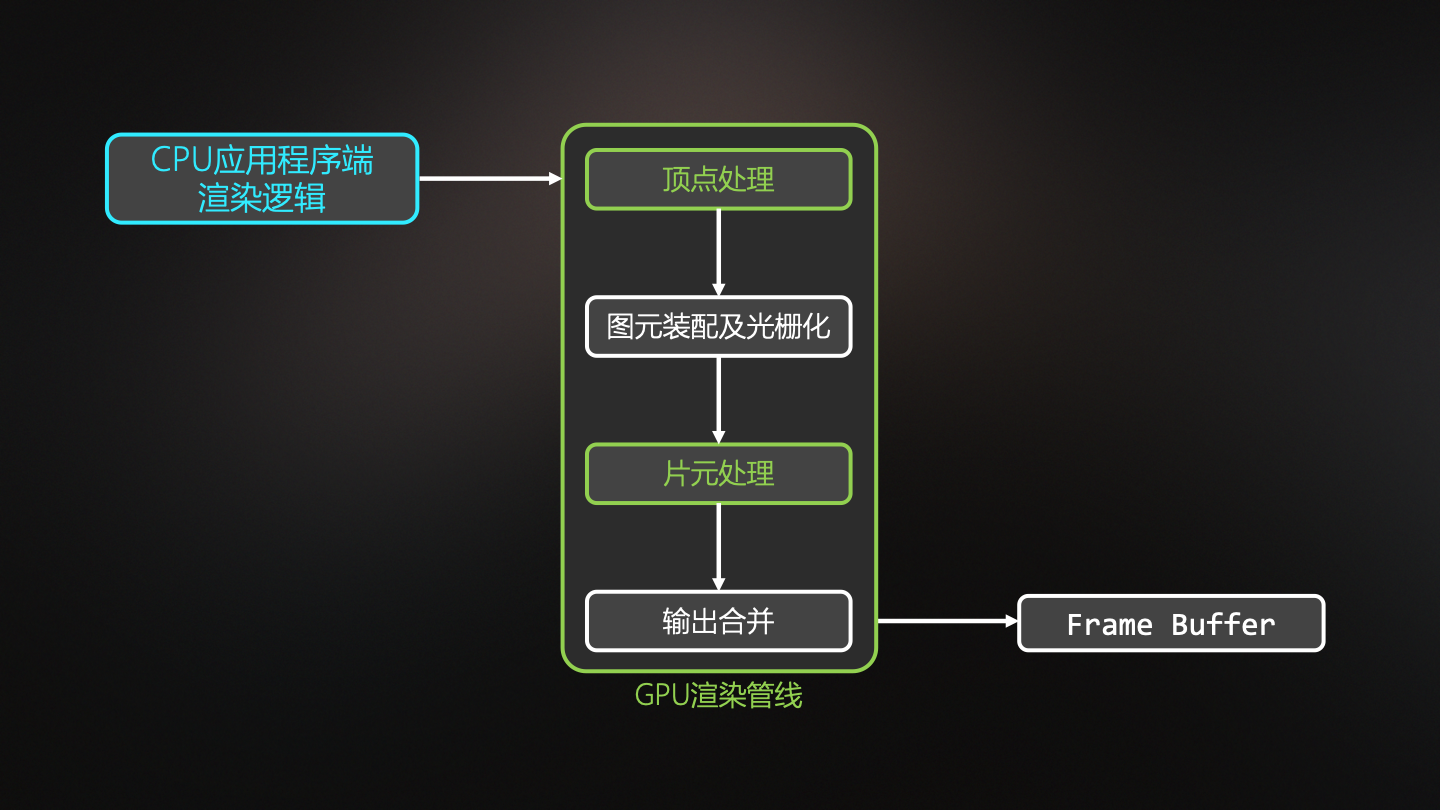 CPU应用程序端
渲染逻辑
顶点处理
图元装配及光栅化
片元处理
输出合并
GPU渲染管线
Frame Buffer